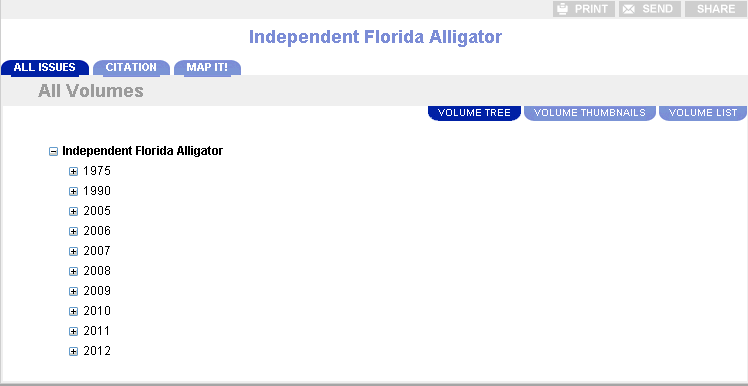 PRINT SEND SHARE
Independent Florida Alligator
ALL ISSUES CITATION MAP IT!
All Volumes
VOLUME TREE VOLUME THUMBNAILS VOLUME LIST
Independent Florida Alligator
1975
1990
2005
2006
2007
2008
2009
2010
2011
2012